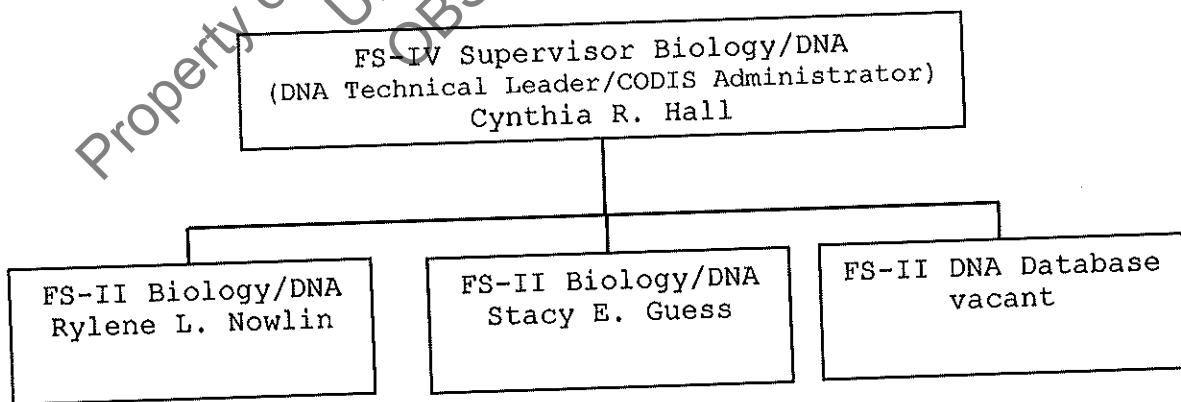 Property
FS-IV Supervisor Biology/DNA
(DNA Technical Leader/CODIS Administrator)
Cynthia R. Hall
FS-II Biology/DNA
Rylene L. Nowlin
FS-II Biology/DNA
Stacy E. Guess
FS-II DNA Database
vacant